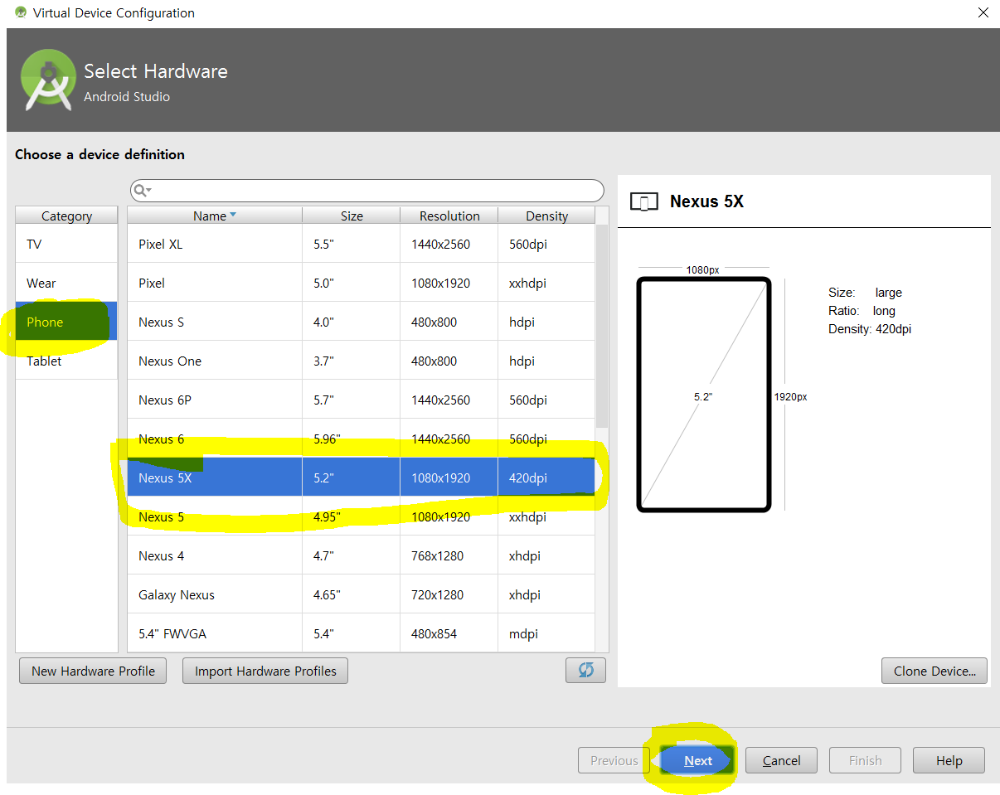 Virtual Device Configuration
Select Hardware
Android Studio
Choose a device definition
Category
TV
Wear
Phone
Tablet
Name Size Resolution Density
Pixel XL 5.5" 1440x2560 560dpi
Pixel 5.0" 1080x1920 xxhdpi
Nexus S 4.0" 480x800 hdpi
Nexus One 3.7" 480x800 hdpi
Nexus 6P 5.7" 1440x2560 560dpi
Nexus 6 5.96" 1440x2560 560dpi
Nexus 5X 5.2" 1080x1920 420dpi
Nexus 5 4.95" 1080x1920 xxhdpi
Nexus 4 4.7" 768x1280 xhdpi
Galaxy Nexus 4.65" 720x1280 xhdpi
5.4" FWVGA 5.4" 480x854 mdpi
New Hardware Profile Import Hardware Profiles
Nexus 5X
1080px
5.2"
1920px
Size: large
Ratio: long
Density: 420dpi
Clone Device...
Previous Next Cancel Finish Help